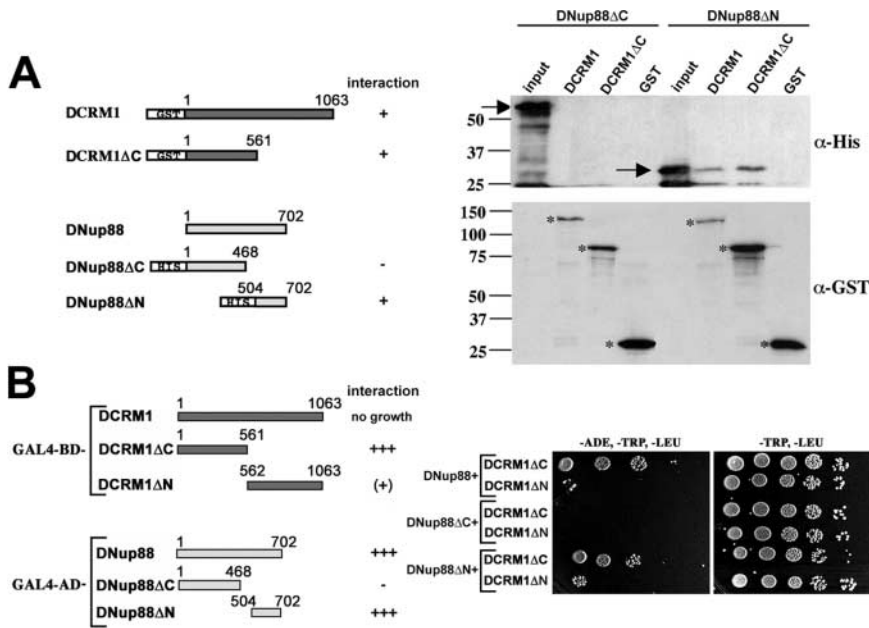 A
interaction
DCRM1
GST
1
1063
+
DCRM1ΔC
GST
1
561
+
DNup88
1
702
DNup88ΔC
HIS
1
468
-
DNup88ΔN
HIS
504
702
+
DNup88ΔC
DNup88ΔN
input
DCRM1
DCRM1ΔC
GST
input
DCRM1
DCRM1ΔC
GST
50
37
25
α-His
150
100
75
50
37
25
α-GST
*
*
*
*
*
*
B
interaction
GAL4-BD-
DCRM1
1
1063
no growth
DCRM1ΔC
1
561
+++
DCRM1ΔN
562
1063
(+)
GAL4-AD-
DNup88
1
702
+++
DNup88ΔC
1
468
-
DNup88ΔN
504
702
+++
-ADE, -TRP, -LEU
-TRP, -LEU
DNup88+
DCRM1ΔC
DCRM1ΔN
DNup88ΔC+
DCRM1ΔC
DCRM1ΔN
DNup88ΔN+
DCRM1ΔC
DCRM1ΔN